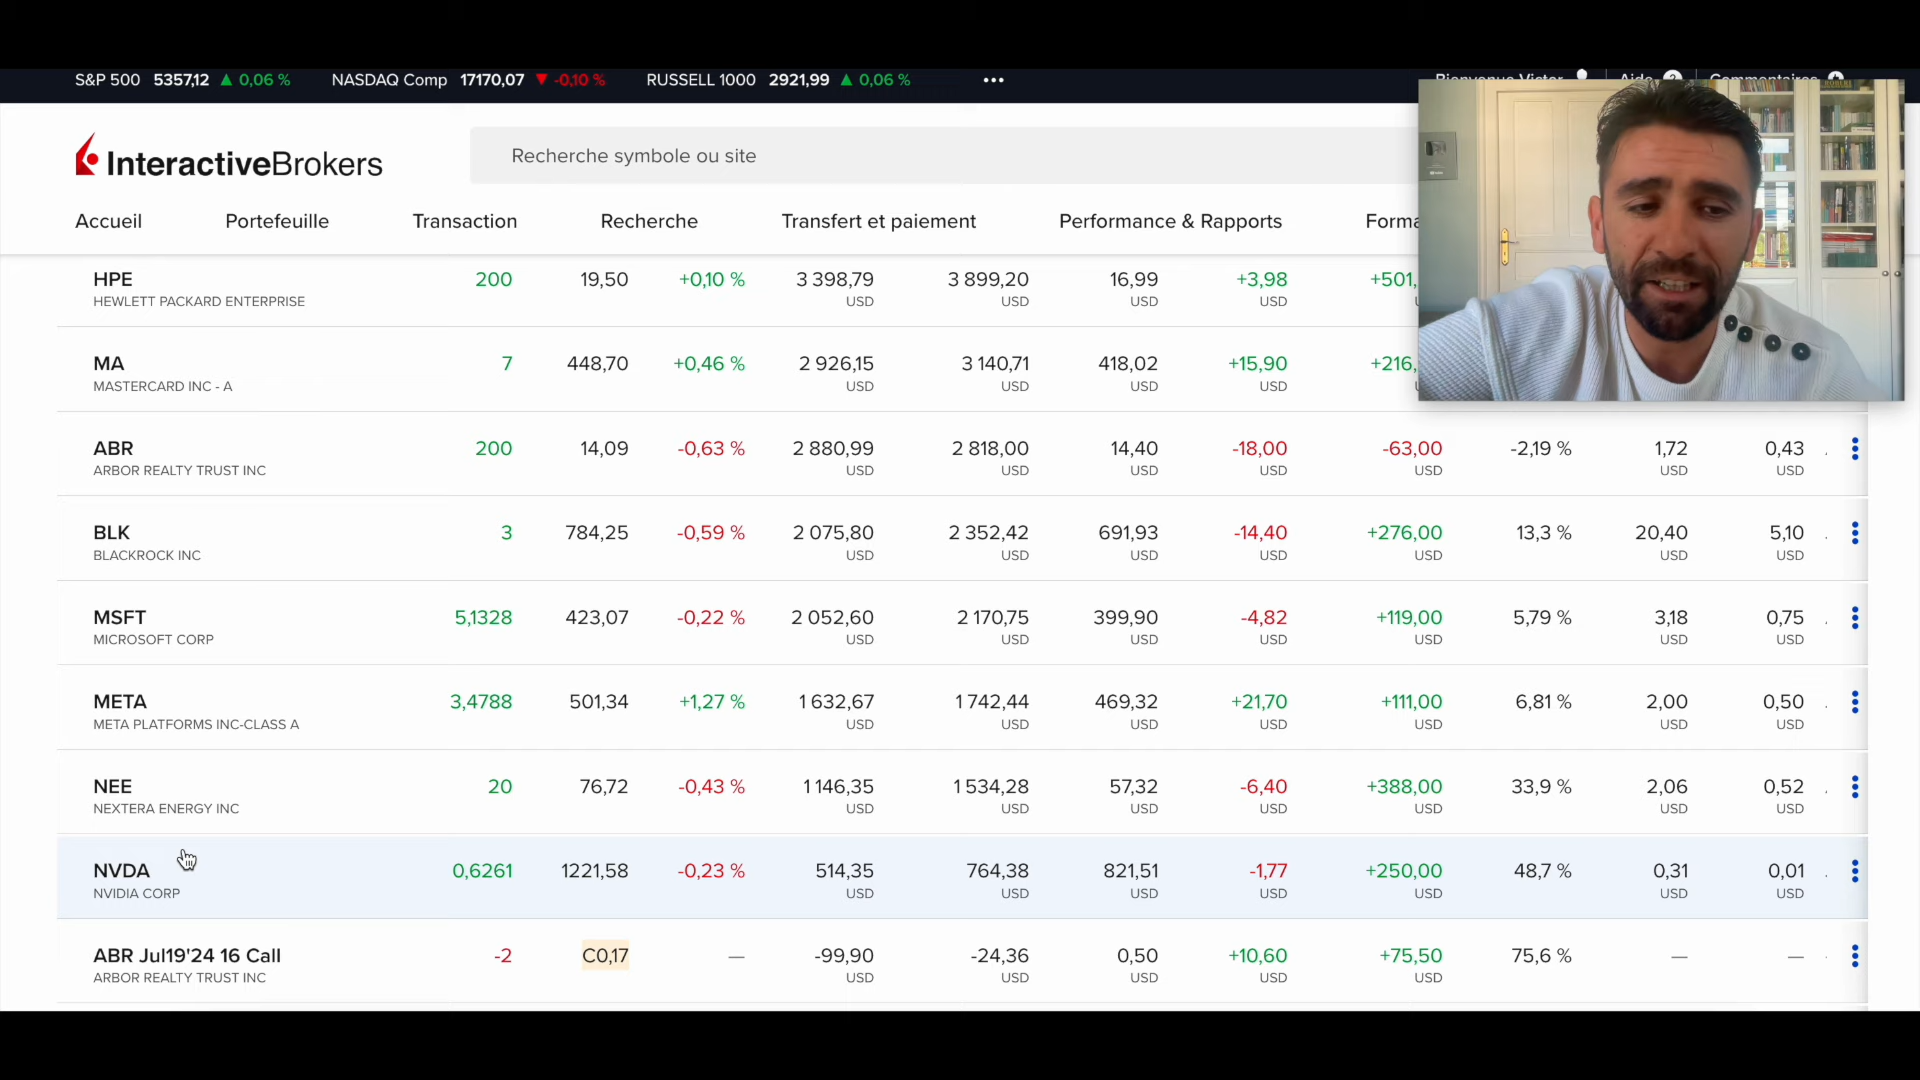 S&P 500 5357,12 ▲ 0,06 % NASDAQ Comp 17170,07 ▼ -0,10 % RUSSELL 1000 2921,99 ▲ 0,06 % ••• Bienvenue Victor Aide ? Commentaires
InteractiveBrokers
Recherche symbole ou site
Accueil Portefeuille Transaction Recherche Transfert et paiement Performance & Rapports Forma
HPE 200 19,50 +0,10 % 3 398,79 3 899,20 16,99 +3,98 +501,
HEWLETT PACKARD ENTERPRISE USD USD USD USD
MA 7 448,70 +0,46 % 2 926,15 3 140,71 418,02 +15,90 +216,
MASTERCARD INC - A USD USD USD USD
ABR 200 14,09 -0,63 % 2 880,99 2 818,00 14,40 -18,00 -63,00 -2,19 % 1,72 0,43
ARBOR REALTY TRUST INC USD USD USD USD USD USD USD
BLK 3 784,25 -0,59 % 2 075,80 2 352,42 691,93 -14,40 +276,00 13,3 % 20,40 5,10
BLACKROCK INC USD USD USD USD USD USD USD
MSFT 5,1328 423,07 -0,22 % 2 052,60 2 170,75 399,90 -4,82 +119,00 5,79 % 3,18 0,75
MICROSOFT CORP USD USD USD USD USD USD USD
META 3,4788 501,34 +1,27 % 1 632,67 1 742,44 469,32 +21,70 +111,00 6,81 % 2,00 0,50
META PLATFORMS INC-CLASS A USD USD USD USD USD USD USD
NEE 20 76,72 -0,43 % 1 146,35 1 534,28 57,32 -6,40 +388,00 33,9 % 2,06 0,52
NEXTERA ENERGY INC USD USD USD USD USD USD USD
NVDA 0,6261 1221,58 -0,23 % 514,35 764,38 821,51 -1,77 +250,00 48,7 % 0,31 0,01
NVIDIA CORP USD USD USD USD USD USD USD
ABR Jul19'24 16 Call -2 C0,17 — -99,90 -24,36 0,50 +10,60 +75,50 75,6 % — —
ARBOR REALTY TRUST INC USD USD USD USD USD USD USD